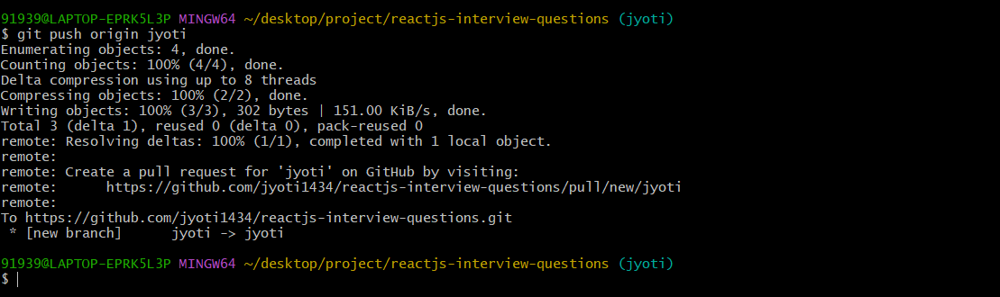 91939@LAPTOP-EPRK5L3P MINGW64 ~/desktop/project/reactjs-interview-questions (jyoti)
$ git push origin jyoti
Enumerating objects: 4, done.
Counting objects: 100% (4/4), done.
Delta compression using up to 8 threads
Compressing objects: 100% (2/2), done.
Writing objects: 100% (3/3), 302 bytes | 151.00 KiB/s, done.
Total 3 (delta 1), reused 0 (delta 0), pack-reused 0
remote: Resolving deltas: 100% (1/1), completed with 1 local object.
remote:
remote: Create a pull request for 'jyoti' on GitHub by visiting:
remote:      https://github.com/jyoti1434/reactjs-interview-questions/pull/new/jyoti
remote:
To https://github.com/jyoti1434/reactjs-interview-questions.git
 * [new branch]      jyoti -> jyoti
91939@LAPTOP-EPRK5L3P MINGW64 ~/desktop/project/reactjs-interview-questions (jyoti)
$